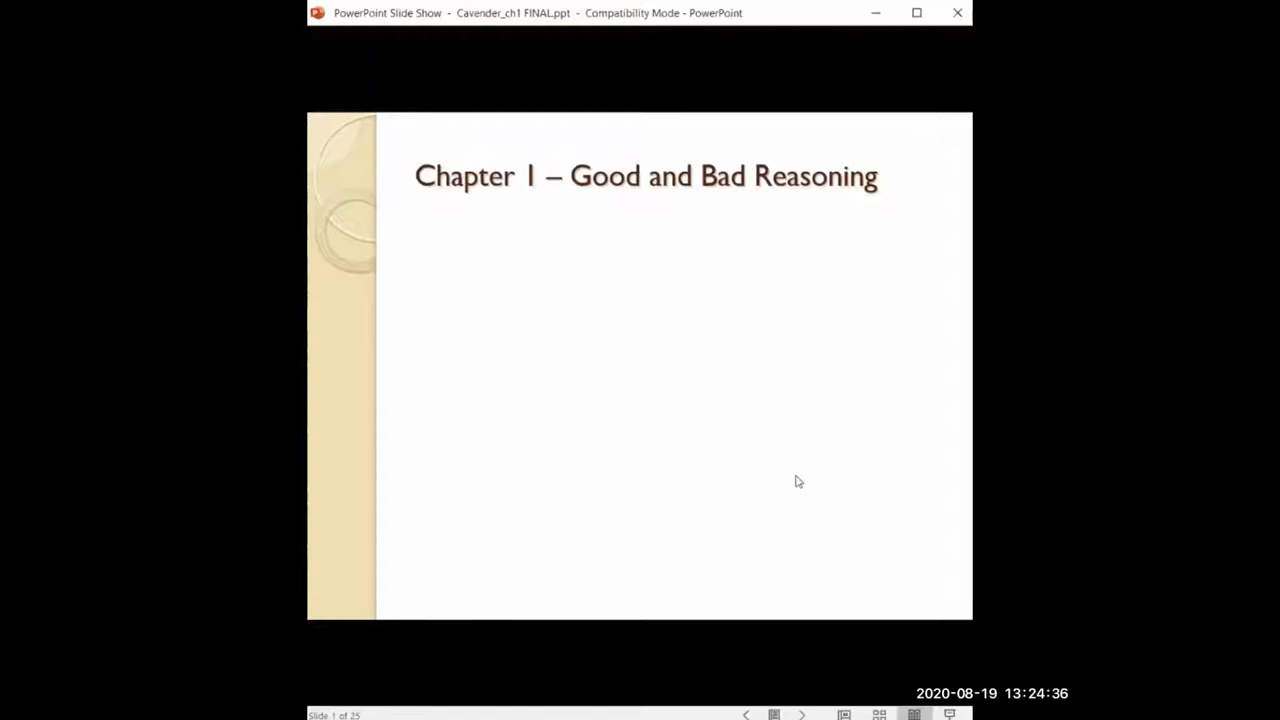 PowerPoint Slide Show - Cavender_ch1 FINAL.ppt - Compatibility Mode - PowerPoint
Chapter 1 – Good and Bad Reasoning
2020-08-19 13:24:36
Slide 1 of 25